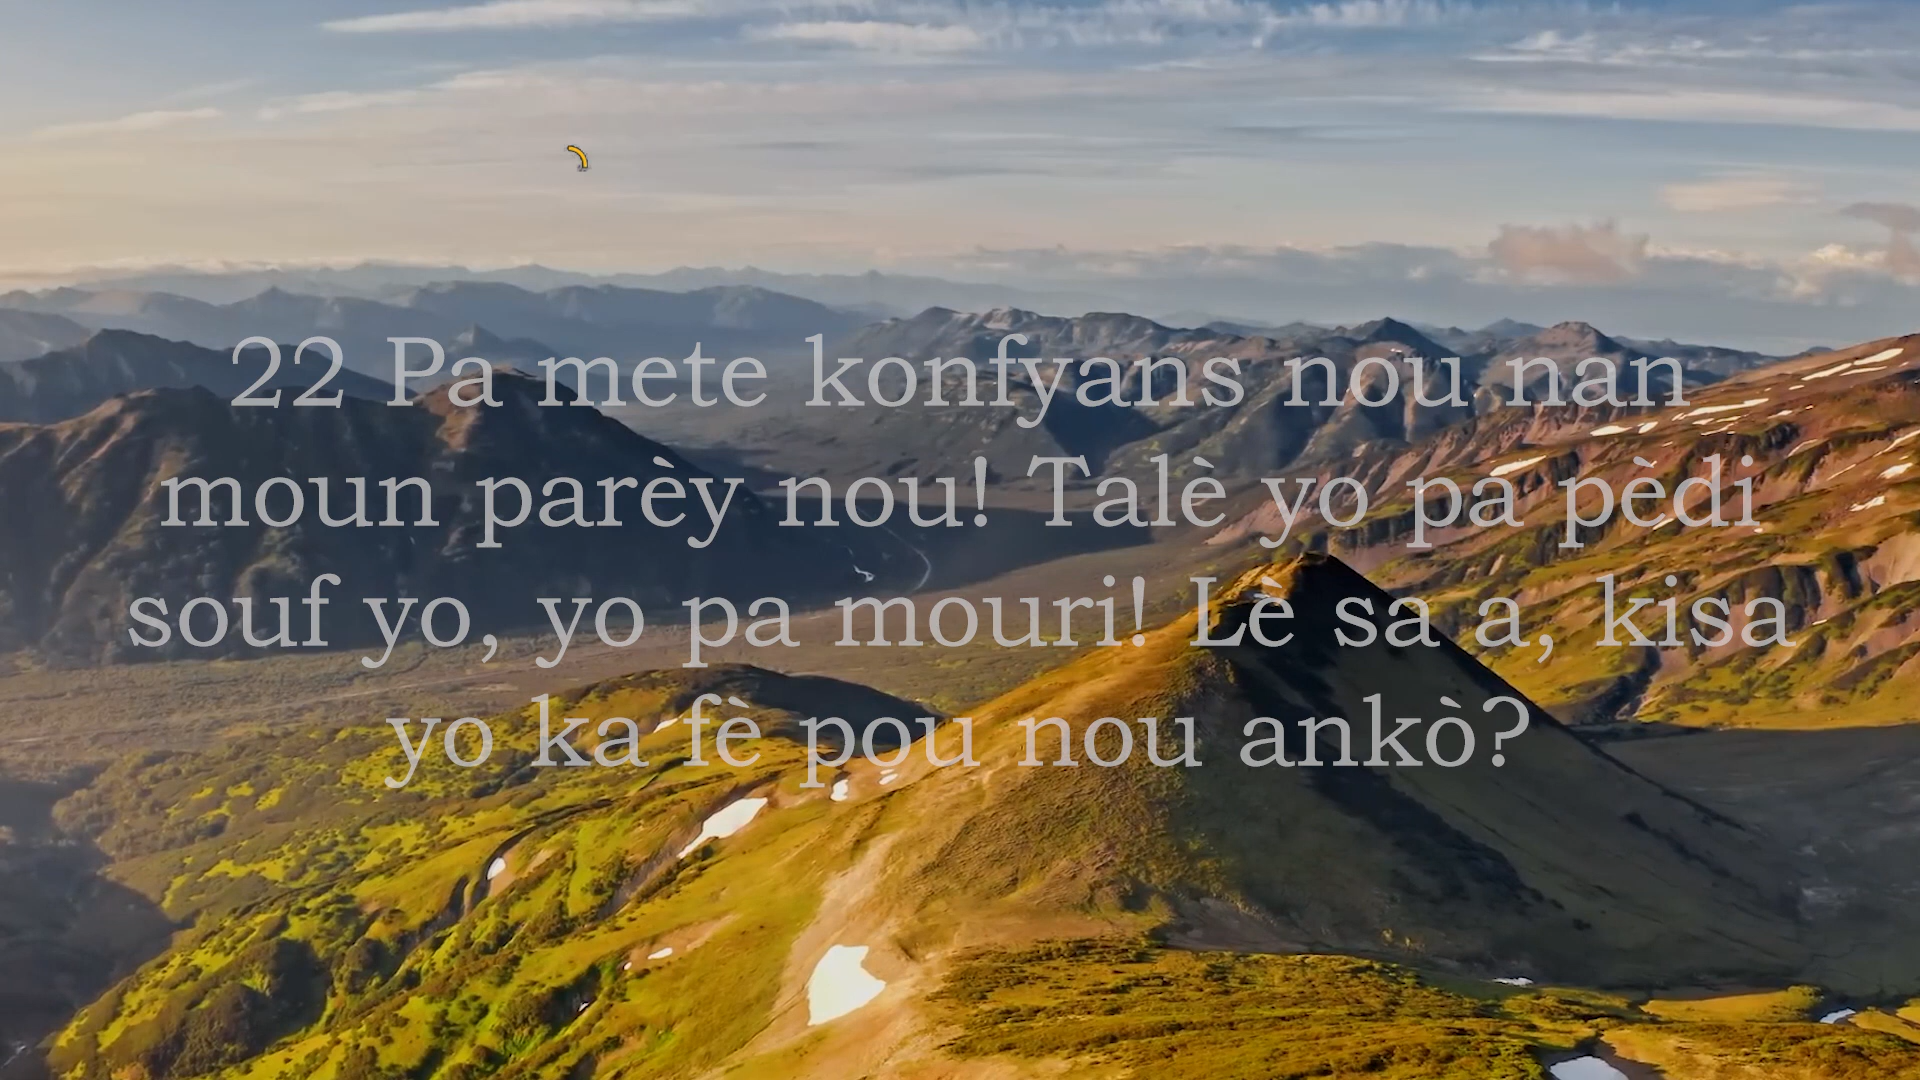 22 Pa mete konfyans nou nan
moun parèy nou! Talè yo pa pèdi
souf yo, yo pa mouri! Lè sa a, kisa
yo ka fè pou nou ankò?